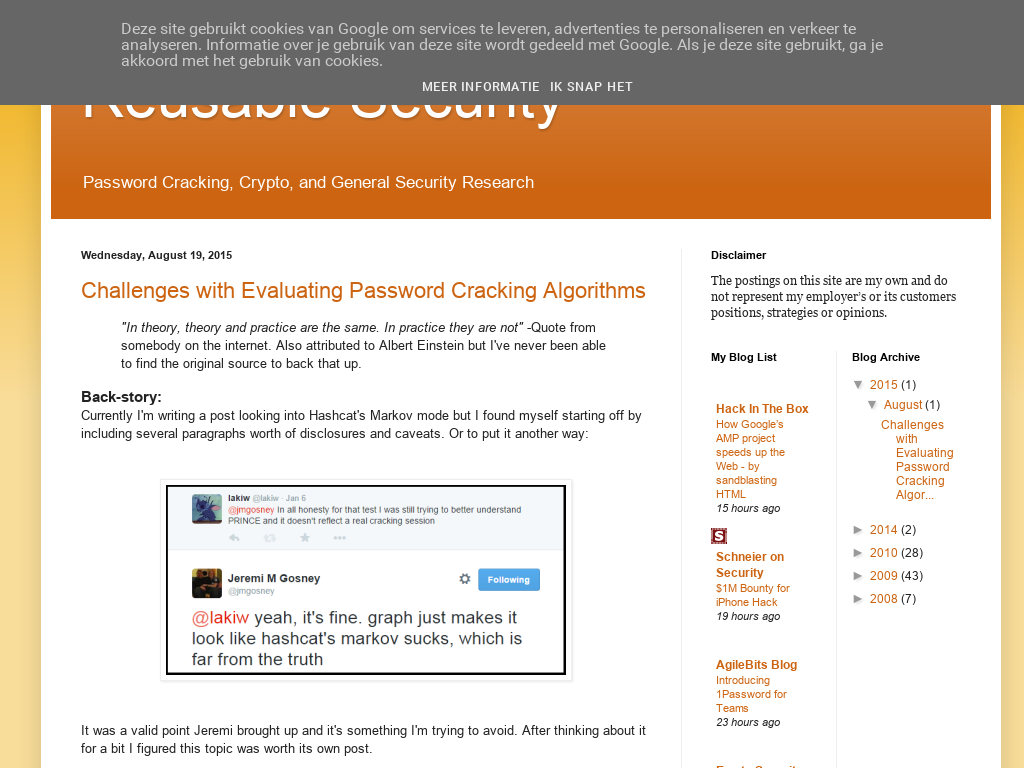 Deze site gebruikt cookies van Google om services te leveren, advertenties te personaliseren en verkeer te
analyseren. Informatie over je gebruik van deze site wordt gedeeld met Google. Als je deze site gebruikt, ga je
akkoord met het gebruik van cookies.
MEER INFORMATIE IK SNAP HET
Reusable Security
Password Cracking, Crypto, and General Security Research
Wednesday, August 19, 2015
Challenges with Evaluating Password Cracking Algorithms
"In theory, theory and practice are the same. In practice they are not" -Quote from
somebody on the internet. Also attributed to Albert Einstein but I've never been able
to find the original source to back that up.
Back-story:
Currently I'm writing a post looking into Hashcat's Markov mode but I found myself starting off by
including several paragraphs worth of disclosures and caveats. Or to put it another way:
lakiw @lakiw · Jan 6
@jmgosney In all honesty for that test I was still trying to better understand
PRINCE and it doesn't reflect a real cracking session
Jeremi M Gosney
@jmgosney
Following
@lakiw yeah, it's fine. graph just makes it
look like hashcat's markov sucks, which is
far from the truth
It was a valid point Jeremi brought up and it's something I'm trying to avoid. After thinking about it
for a bit I figured this topic was worth its own post.
Disclaimer
The postings on this site are my own and do
not represent my employer's or its customers
positions, strategies or opinions.
My Blog List
Hack In The Box
How Google's
AMP project
speeds up the
Web - by
sandblasting
HTML
15 hours ago
S
Schneier on
Security
$1M Bounty for
iPhone Hack
19 hours ago
AgileBits Blog
Introducing
1Password for
Teams
23 hours ago
Blog Archive
▼ 2015 (1)
▼ August (1)
Challenges
with
Evaluating
Password
Cracking
Algor...
► 2014 (2)
► 2010 (28)
► 2009 (43)
► 2008 (7)